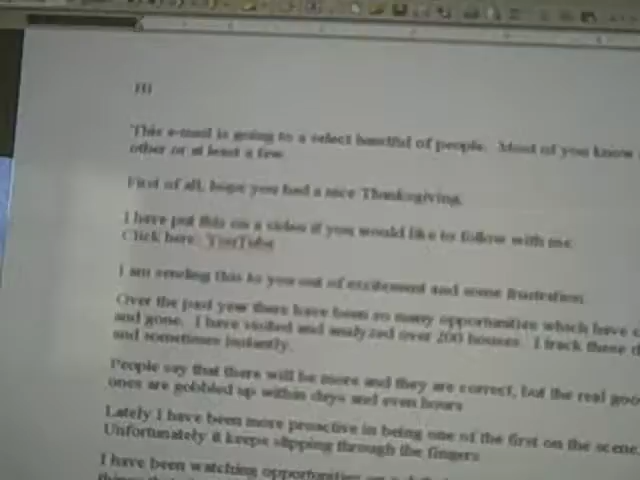 Hi
This e-mail is going to a select handful of people. Most of you know
other or at least a few
First of all, hope you had a nice Thanksgiving.
I have put this on a video if you would like to follow with me
Click here: YouTube
I am sending this to you out of excitement and some frustration.
Over the past year there have been so many opportunities which have
and gone. I have visited and analyzed over 200 houses. I track these
and sometimes instantly.
People say that there will be more and they are correct, but the real
ones are gobbled up within days and even hours
Lately I have been more proactive in being one of the first on the scene.
Unfortunately it keeps slipping through the fingers
I have been watching opportunities